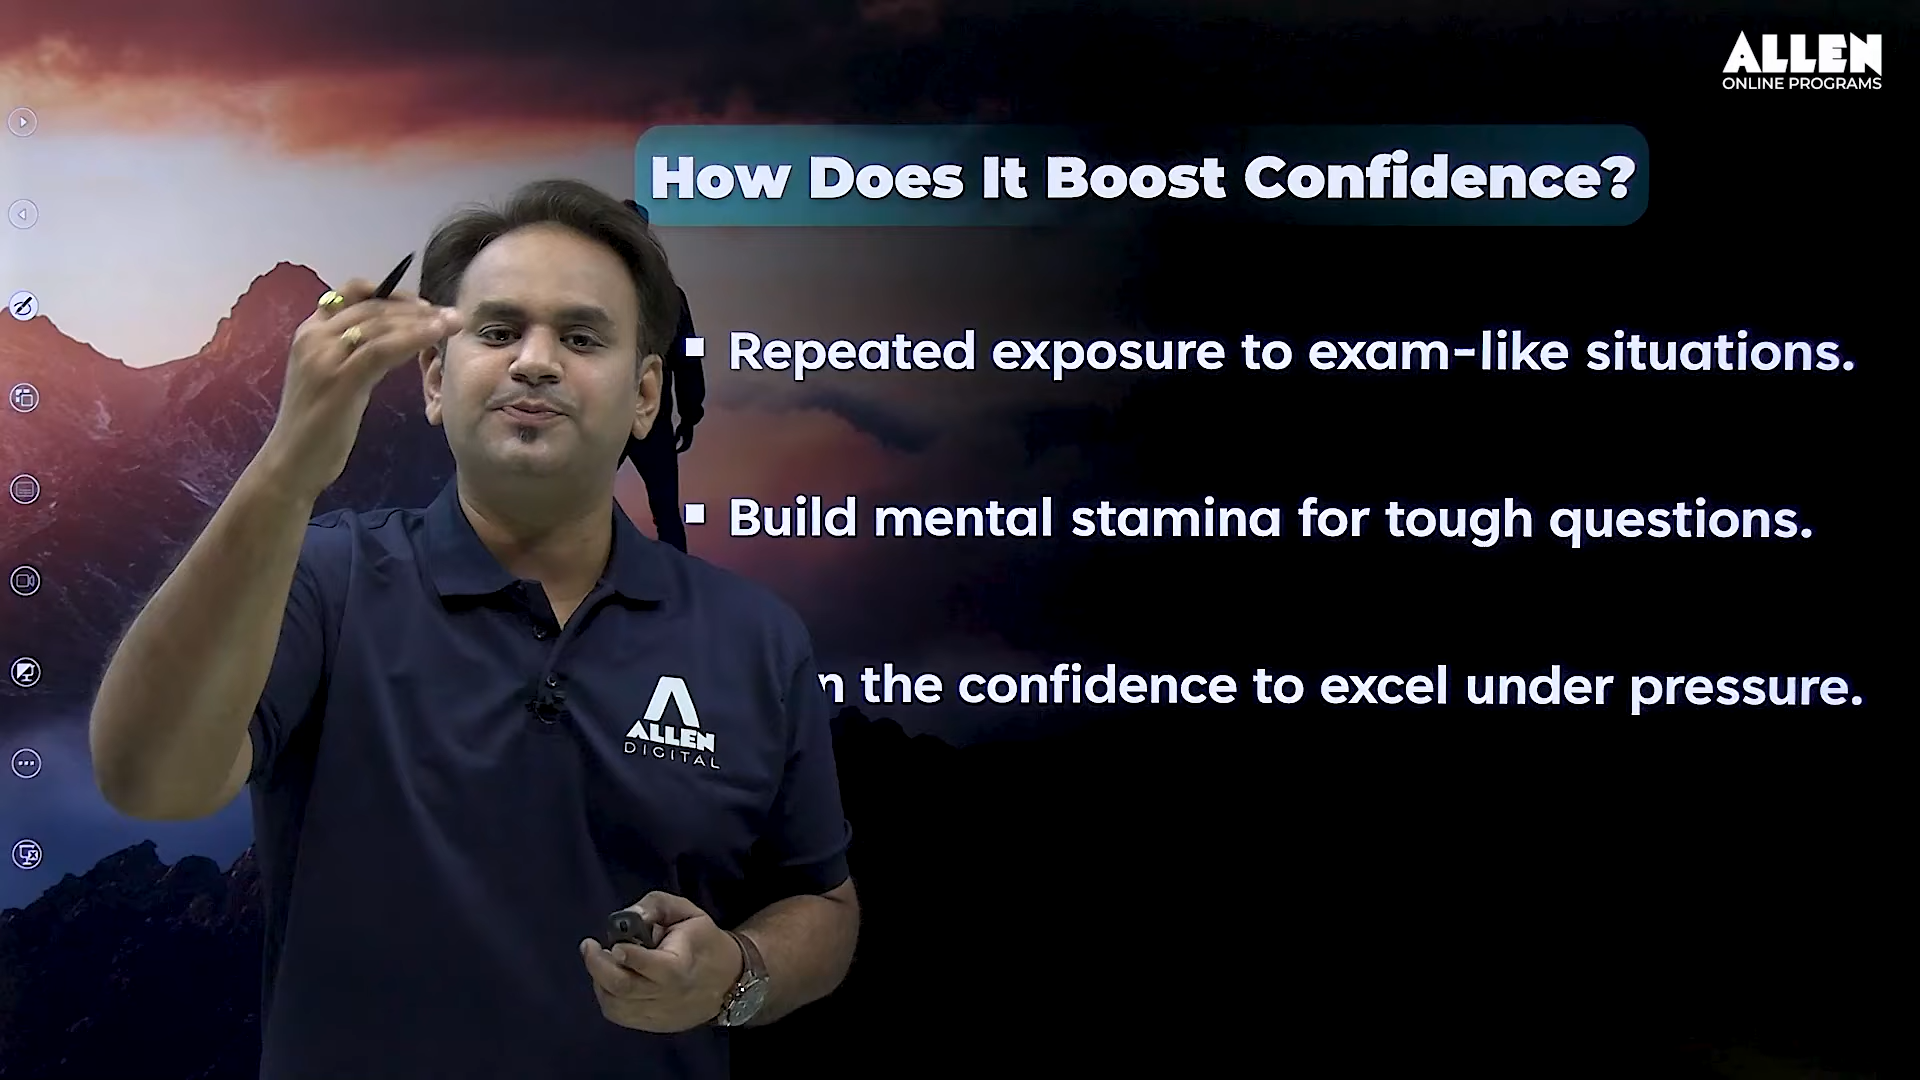 ALLEN
ONLINE PROGRAMS
How Does It Boost Confidence?
▪ Repeated exposure to exam-like situations.
▪ Build mental stamina for tough questions.
n the confidence to excel under pressure.
ALLEN
DIGITAL